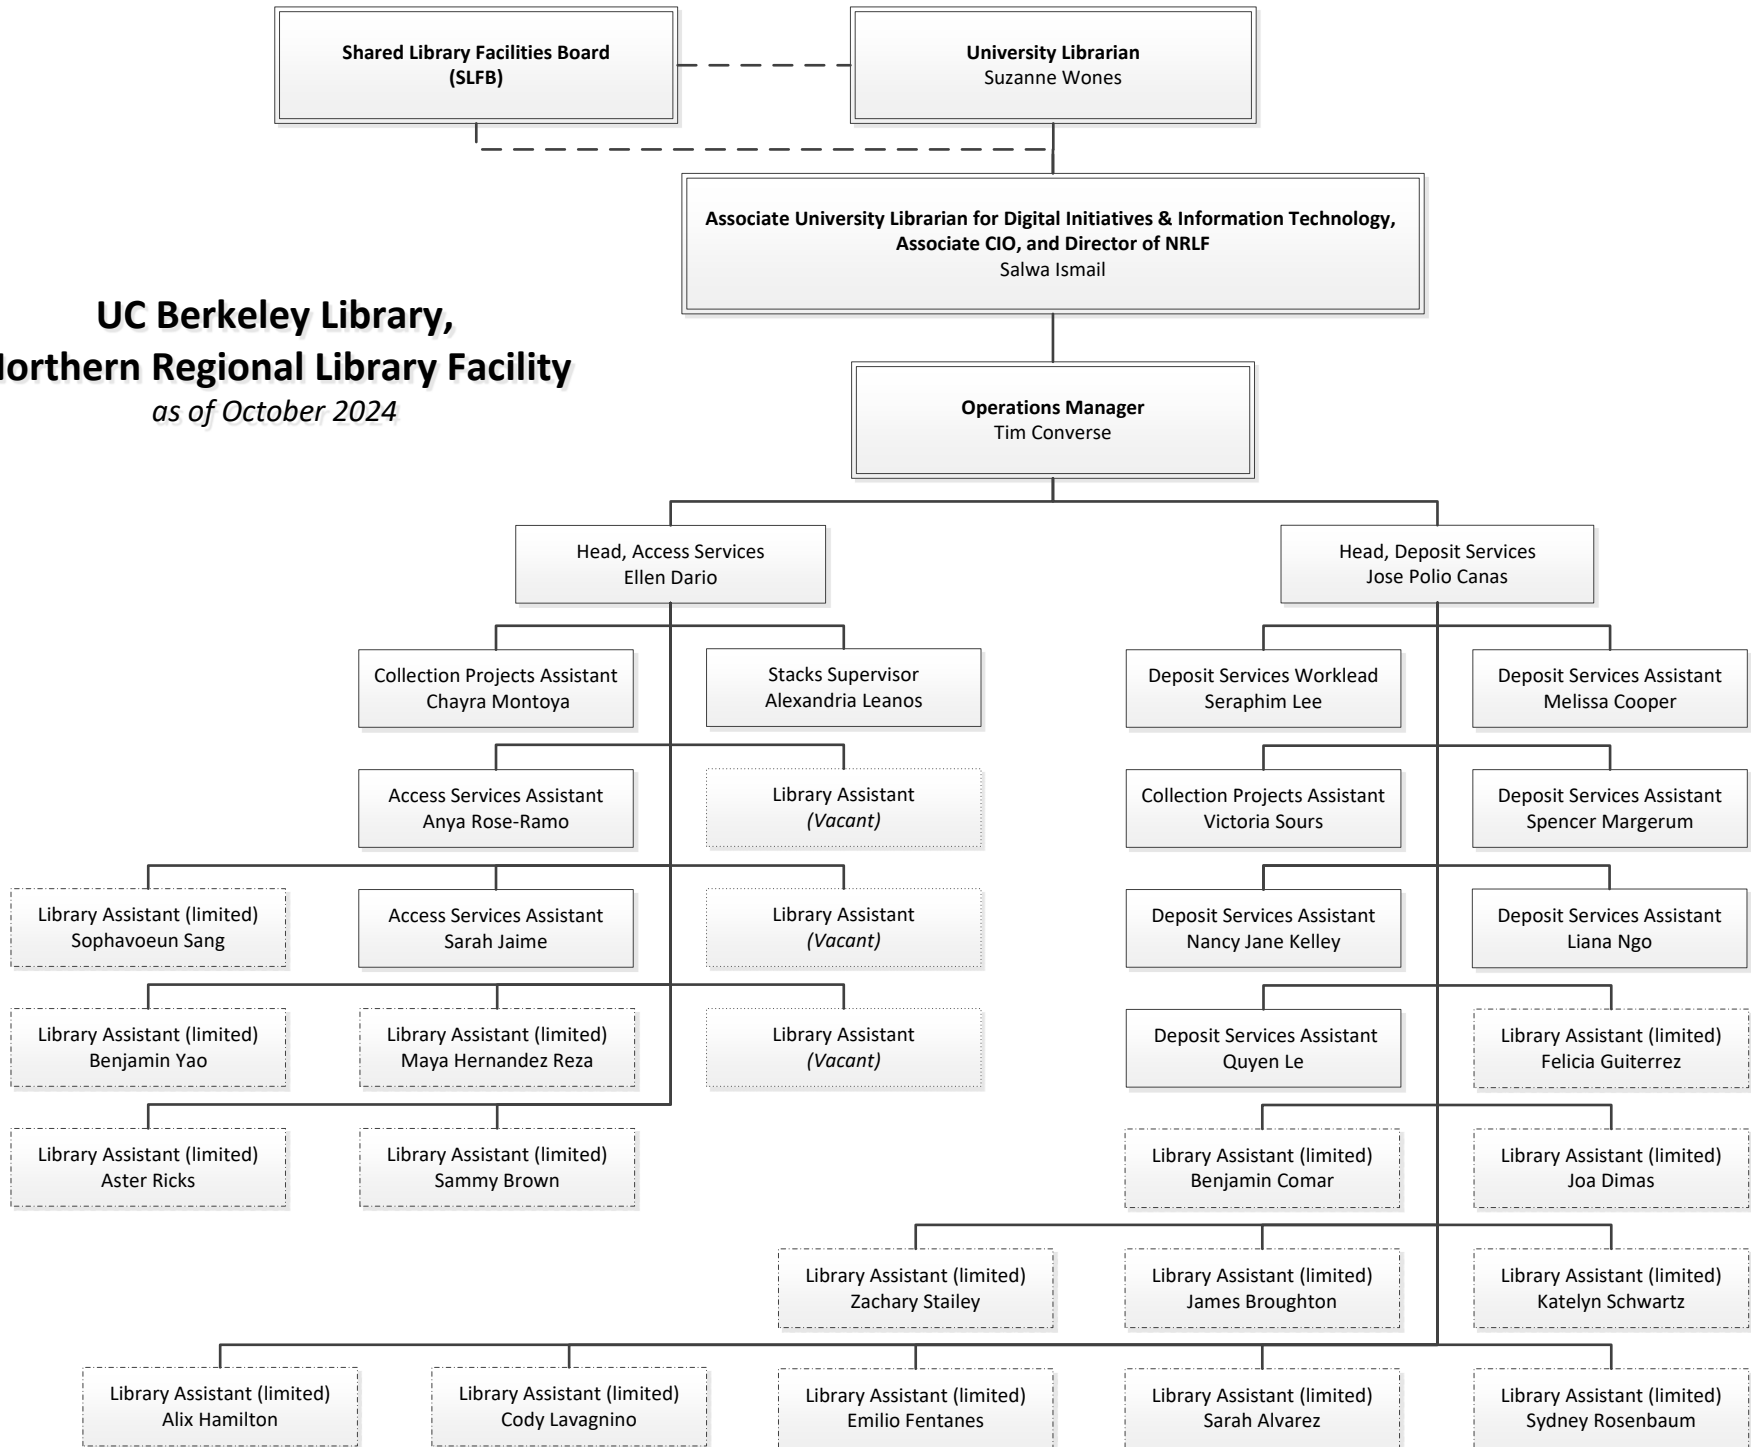 Shared Library Facilities Board
(SLFB)
University Librarian
Suzanne Wones
Associate University Librarian for Digital Initiatives & Information Technology,
Associate CIO, and Director of NRLF
Salwa Ismail
UC Berkeley Library,
Northern Regional Library Facility
as of October 2024
Operations Manager
Tim Converse
Head, Access Services
Ellen Dario
Head, Deposit Services
Jose Polio Canas
Collection Projects Assistant
Chayra Montoya
Stacks Supervisor
Alexandria Leanos
Deposit Services Worklead
Seraphim Lee
Deposit Services Assistant
Melissa Cooper
Access Services Assistant
Anya Rose-Ramo
Library Assistant
(Vacant)
Collection Projects Assistant
Victoria Sours
Deposit Services Assistant
Spencer Margerum
Library Assistant (limited)
Sophavoeun Sang
Access Services Assistant
Sarah Jaime
Library Assistant
(Vacant)
Deposit Services Assistant
Nancy Jane Kelley
Deposit Services Assistant
Liana Ngo
Library Assistant (limited)
Benjamin Yao
Library Assistant (limited)
Maya Hernandez Reza
Library Assistant
(Vacant)
Deposit Services Assistant
Quyen Le
Library Assistant (limited)
Felicia Guiterrez
Library Assistant (limited)
Aster Ricks
Library Assistant (limited)
Sammy Brown
Library Assistant (limited)
Benjamin Comar
Library Assistant (limited)
Joa Dimas
Library Assistant (limited)
Zachary Stailey
Library Assistant (limited)
James Broughton
Library Assistant (limited)
Katelyn Schwartz
Library Assistant (limited)
Alix Hamilton
Library Assistant (limited)
Cody Lavagnino
Library Assistant (limited)
Emilio Fentanes
Library Assistant (limited)
Sarah Alvarez
Library Assistant (limited)
Sydney Rosenbaum